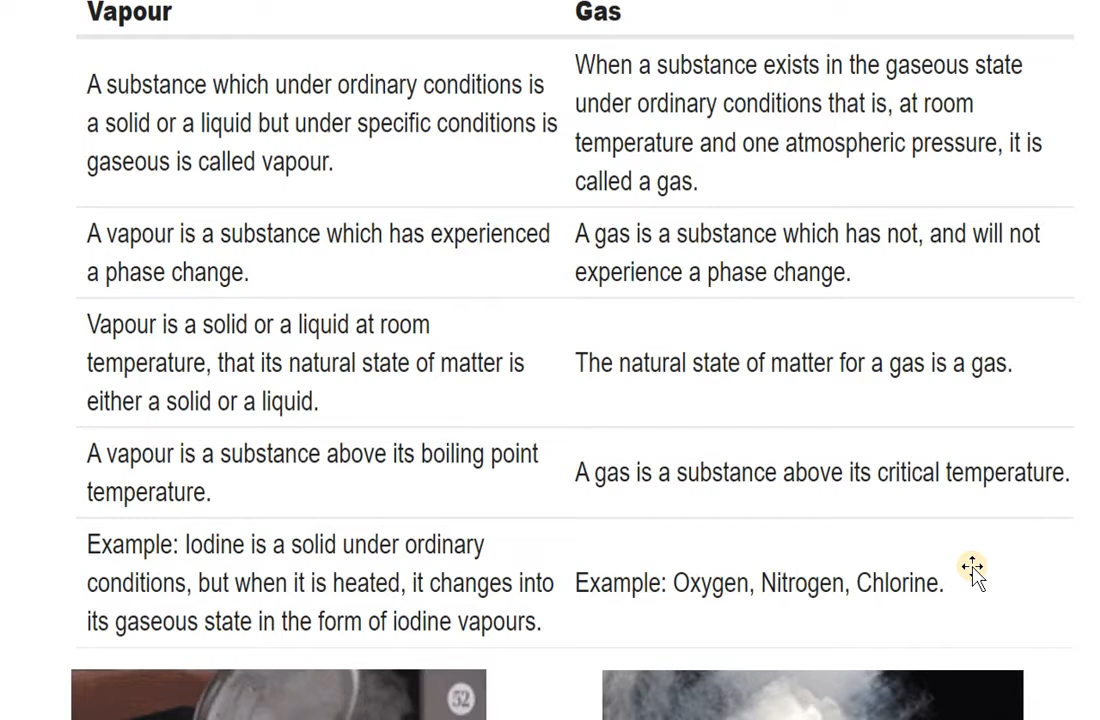 Vapour
Gas
A substance which under ordinary conditions is
a solid or a liquid but under specific conditions is
gaseous is called vapour.
When a substance exists in the gaseous state
under ordinary conditions that is, at room
temperature and one atmospheric pressure, it is
called a gas.
A vapour is a substance which has experienced
a phase change.
A gas is a substance which has not, and will not
experience a phase change.
Vapour is a solid or a liquid at room
temperature, that its natural state of matter is
either a solid or a liquid.
The natural state of matter for a gas is a gas.
A vapour is a substance above its boiling point
temperature.
A gas is a substance above its critical temperature.
Example: Iodine is a solid under ordinary
conditions, but when it is heated, it changes into
its gaseous state in the form of iodine vapours.
Example: Oxygen, Nitrogen, Chlorine.
52